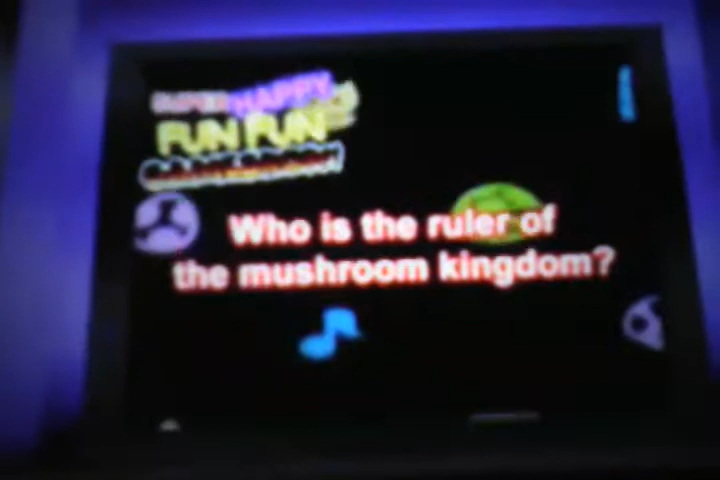 SUPER HAPPY
FUN FUN
Who is the ruler of
the mushroom kingdom?